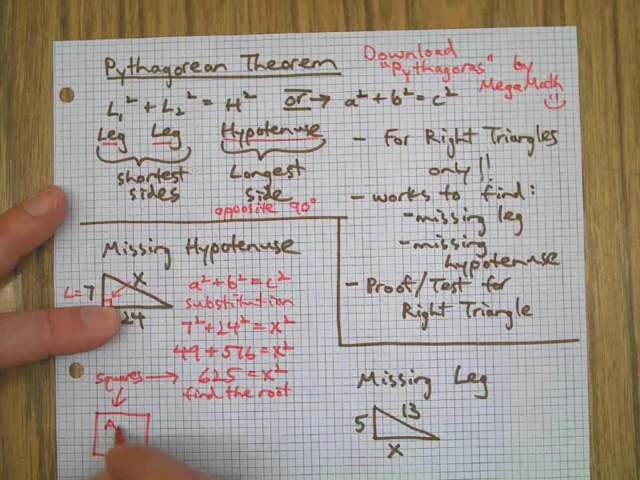 Pythagorean Theorem
Download
"Pythagoras" by
MegaMath
L₁² + L₂² = H² or → a² + b² = c²
Leg Leg Hypotenuse
shortest
sides
Longest
side
opposite 90°
- For Right Triangles
only!!
- works to find:
- missing leg
- missing
hypotenuse
- Proof/Test for
Right Triangle
Missing Hypotenuse
L=7
x
24
a² + b² = c²
substitution
7² + 24² = x²
49 + 576 = x²
squares → 625 = x²
find the root
A
Missing Leg
5
13
x